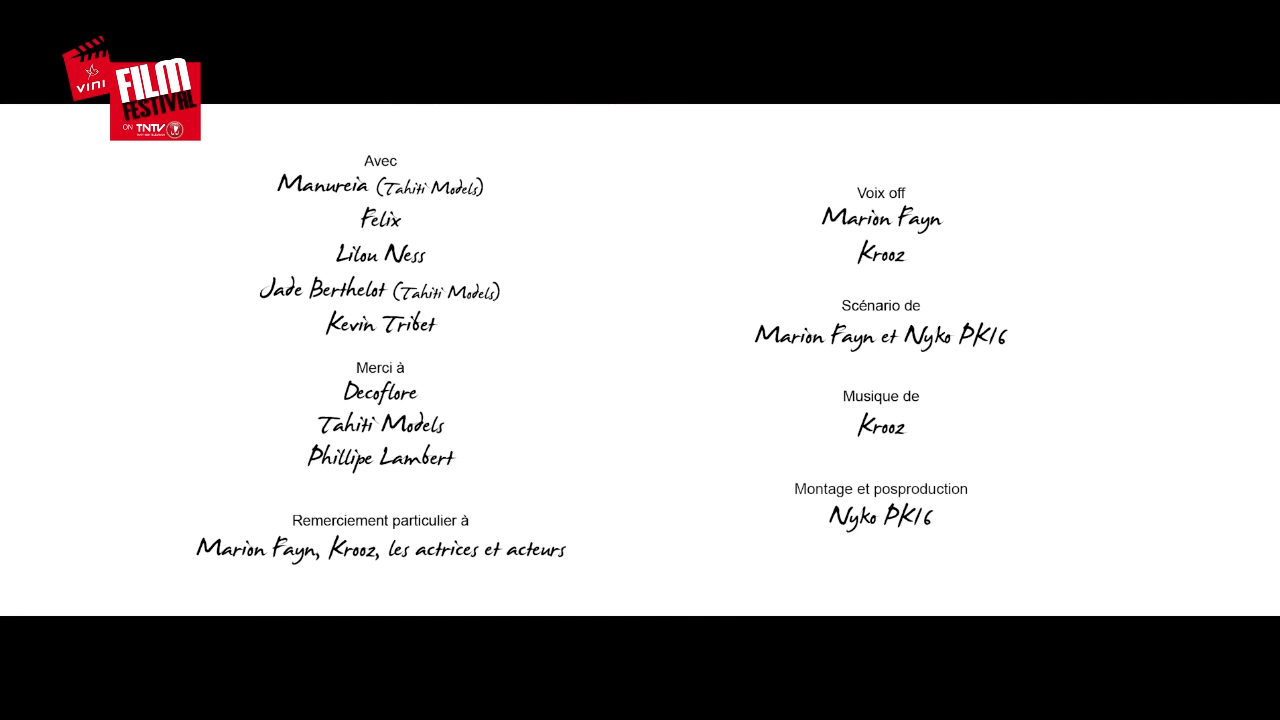 VINI
FILM
FESTIVAL
ON TNTV
Avec
Manureia (Tahiti Models)
Felix
Lilou Ness
Jade Berthelot (Tahiti Models)
Kevin Tribet
Merci à
Decoflore
Tahiti Models
Phillipe Lambert
Remerciement particulier à
Marion Fayn, Krooz, les actrices et acteurs
Voix off
Marion Fayn
Krooz
Scénario de
Marion Fayn et Nyko PK16
Musique de
Krooz
Montage et posproduction
Nyko PK16